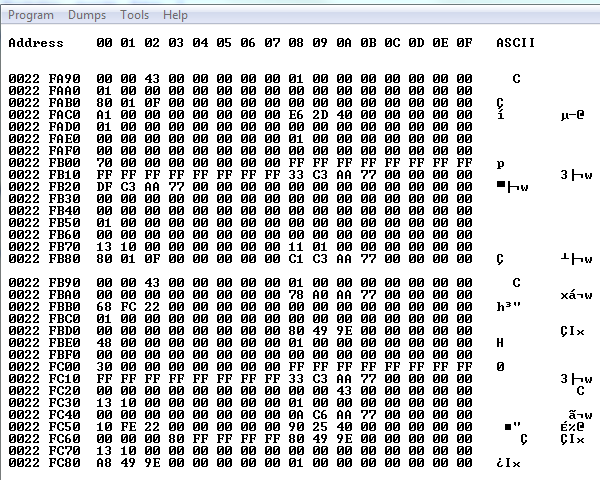 Program Dumps Tools Help
Address 00 01 02 03 04 05 06 07 08 09 0A 0B 0C 0D 0E 0F ASCII
0022 FA90 00 00 43 00 00 00 00 00 01 00 00 00 00 00 00 00 C
0022 FAA0 01 00 00 00 00 00 00 00 00 00 00 00 00 00 00 00
0022 FAB0 80 01 0F 00 00 00 00 00 00 00 00 00 00 00 00 00 Ç
0022 FAC0 A1 00 00 00 00 00 00 00 E6 2D 40 00 00 00 00 00 í µ-@
0022 FAD0 01 00 00 00 00 00 00 00 00 00 00 00 00 00 00 00
0022 FAE0 00 00 00 00 00 00 00 00 01 00 00 00 00 00 00 00
0022 FAF0 00 00 00 00 00 00 00 00 00 00 00 00 00 00 00 00
0022 FB00 70 00 00 00 00 00 00 00 FF FF FF FF FF FF FF FF p
0022 FB10 FF FF FF FF FF FF FF FF 33 C3 AA 77 00 00 00 00 3├¬w
0022 FB20 DF C3 AA 77 00 00 00 00 00 00 00 00 00 00 00 00 ▀├¬w
0022 FB30 00 00 00 00 00 00 00 00 00 00 00 00 00 00 00 00
0022 FB40 00 00 00 00 00 00 00 00 00 00 00 00 00 00 00 00
0022 FB50 01 00 00 00 00 00 00 00 00 00 00 00 00 00 00 00
0022 FB60 00 00 00 00 00 00 00 00 00 00 00 00 00 00 00 00
0022 FB70 13 10 00 00 00 00 00 00 11 01 00 00 00 00 00 00
0022 FB80 80 01 0F 00 00 00 00 00 C1 C3 AA 77 00 00 00 00 Ç ┴├¬w
0022 FB90 00 00 43 00 00 00 00 00 01 00 00 00 00 00 00 00 C
0022 FBA0 00 00 00 00 00 00 00 00 78 A0 AA 77 00 00 00 00 xá¬w
0022 FBB0 68 FC 22 00 00 00 00 00 00 00 00 00 00 00 00 00 h³"
0022 FBC0 01 00 00 00 00 00 00 00 00 00 00 00 00 00 00 00
0022 FBD0 00 00 00 00 00 00 00 00 80 49 9E 00 00 00 00 00 ÇI×
0022 FBE0 48 00 00 00 00 00 00 00 01 00 00 00 00 00 00 00 H
0022 FBF0 00 00 00 00 00 00 00 00 00 00 00 00 00 00 00 00
0022 FC00 30 00 00 00 00 00 00 00 FF FF FF FF FF FF FF FF 0
0022 FC10 FF FF FF FF FF FF FF FF 33 C3 AA 77 00 00 00 00 3├¬w
0022 FC20 00 00 00 00 00 00 00 00 00 00 43 00 00 00 00 00 C
0022 FC30 13 10 00 00 00 00 00 00 01 00 00 00 00 00 00 00
0022 FC40 00 00 00 00 00 00 00 00 0A C6 AA 77 00 00 00 00 ã¬w
0022 FC50 10 FE 22 00 00 00 00 00 90 25 40 00 00 00 00 00 ■" É%@
0022 FC60 00 00 00 80 FF FF FF FF 80 49 9E 00 00 00 00 00 Ç ÇI×
0022 FC70 13 10 00 00 00 00 00 00 00 00 00 00 00 00 00 00
0022 FC80 A8 49 9E 00 00 00 00 00 01 00 00 00 00 00 00 00 ¿I×